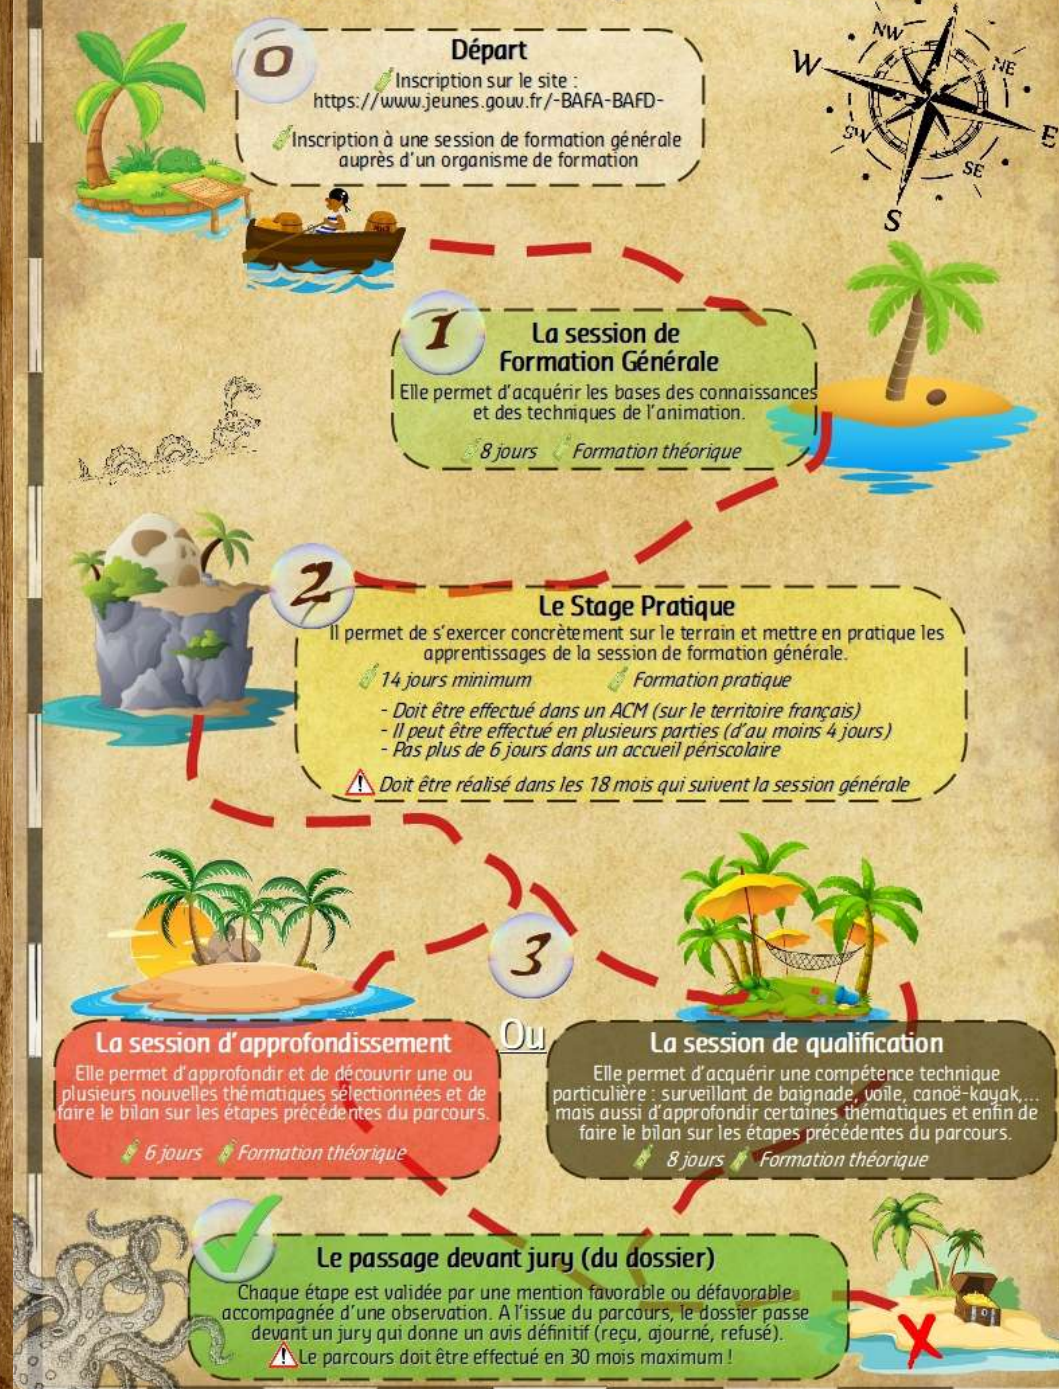 NW
W
NE
E
SW
SE
S
0
Départ
Inscription sur le site :
https://www.jeunes.gouv.fr/-BAFA-BAFD-
Inscription à une session de formation générale
auprès d'un organisme de formation
1
La session de
Formation Générale
Elle permet d'acquérir les bases des connaissances
et des techniques de l'animation.
8 jours Formation théorique
2
Le Stage Pratique
Il permet de s'exercer concrètement sur le terrain et mettre en pratique les
apprentissages de la session de formation générale.
14 jours minimum Formation pratique
- Doit être effectué dans un ACM (sur le territoire français)
- Il peut être effectué en plusieurs parties (d'au moins 4 jours)
- Pas plus de 6 jours dans un accueil périscolaire
Doit être réalisé dans les 18 mois qui suivent la session générale
3
Ou
La session d'approfondissement
Elle permet d'approfondir et de découvrir une ou
plusieurs nouvelles thématiques sélectionnées et de
faire le bilan sur les étapes précédentes du parcours.
6 jours Formation théorique
La session de qualification
Elle permet d'acquérir une compétence technique
particulière : surveillant de baignade, voile, canoë-kayak,...
mais aussi d'approfondir certaines thématiques et enfin de
faire le bilan sur les étapes précédentes du parcours.
8 jours Formation théorique
Le passage devant jury (du dossier)
Chaque étape est validée par une mention favorable ou défavorable
accompagnée d'une observation. A l'issue du parcours, le dossier passe
devant un jury qui donne un avis définitif (reçu, ajourné, refusé).
Le parcours doit être effectué en 30 mois maximum !